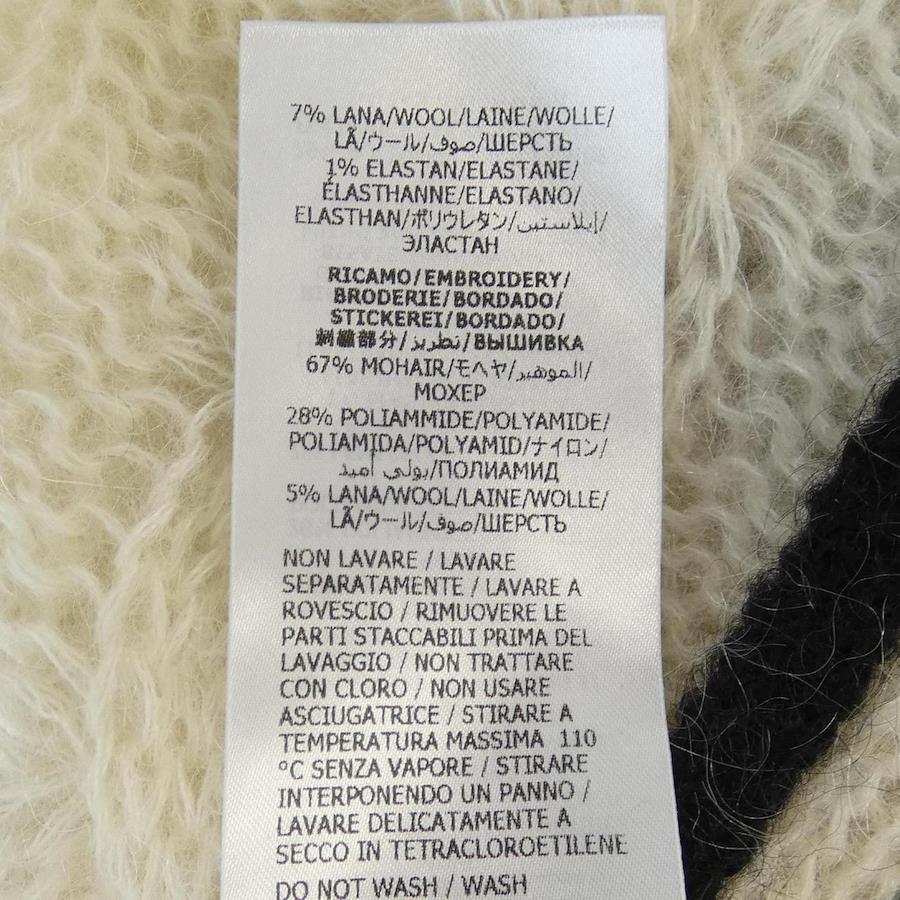 7% LANA/WOOL/LAINE/WOLLE/
LÃ/ウール/صوف/ШЕРСТЬ
1% ELASTAN/ELASTANE/
ÉLASTHANNE/ELASTANO/
ELASTHAN/ポリウレタン/إيلاستين/
ЭЛАСТАН
RICAMO/EMBROIDERY/
BRODERIE/BORDADO/
STICKEREI/BORDADO/
刺繍部分/تطريز/ВЫШИВКА
67% MOHAIR/モヘヤ/الموهير/
МОХЕР
28% POLIAMMIDE/POLYAMIDE/
POLIAMIDA/POLYAMID/ナイロン/
بولي أميد/ПОЛИАМИД
5% LANA/WOOL/LAINE/WOLLE/
LÃ/ウール/صوف/ШЕРСТЬ
NON LAVARE / LAVARE
SEPARATAMENTE / LAVARE A
ROVESCIO / RIMUOVERE LE
PARTI STACCABILI PRIMA DEL
LAVAGGIO / NON TRATTARE
CON CLORO / NON USARE
ASCIUGATRICE / STIRARE A
TEMPERATURA MASSIMA 110
°C SENZA VAPORE / STIRARE
INTERPONENDO UN PANNO /
LAVARE DELICATAMENTE A
SECCO IN TETRACLOROETILENE
DO NOT WASH / WASH